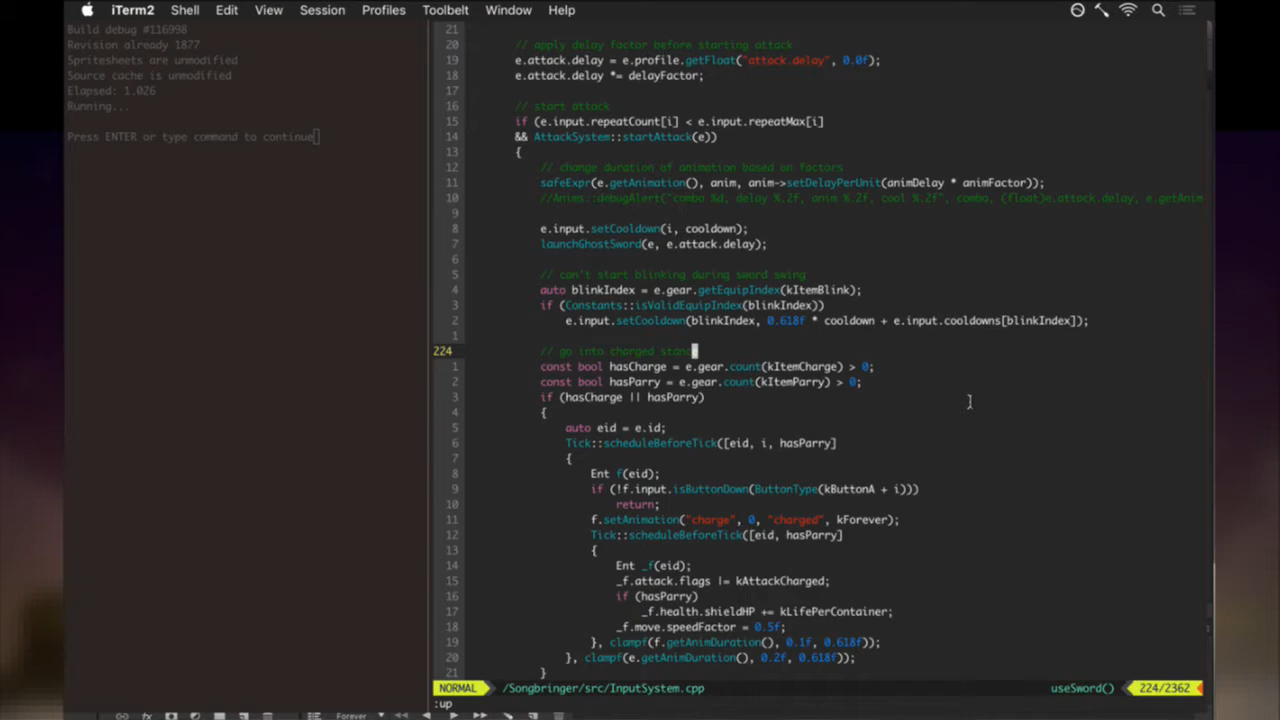 iTerm2 Shell Edit View Session Profiles Toolbelt Window Help
Build debug #116998
Revision already 1877
Spritesheets are unmodified
Source cache is unmodified
Elapsed: 1.026
Running...
Press ENTER or type command to continue
21
20 // apply delay factor before starting attack
19 e.attack.delay = e.profile.getFloat("attack.delay", 0.0f);
18 e.attack.delay *= delayFactor;
17
16 // start attack
15 if (e.input.repeatCount[i] < e.input.repeatMax[i]
14 && AttackSystem::startAttack(e))
13 {
12 // change duration of animation based on factors
11 safeExpr(e.getAnimation(), anim, anim->setDelayPerUnit(animDelay * animFactor));
10 //Anims::debugAlert("combo %d, delay %.2f, anim %.2f, cool %.2f", combo, (float)e.attack.delay, e.getAnim
9
8 e.input.setCooldown(i, cooldown);
7 launchGhostSword(e, e.attack.delay);
6
5 // can't start blinking during sword swing
4 auto blinkIndex = e.gear.getEquipIndex(kItemBlink);
3 if (Constants::isValidEquipIndex(blinkIndex))
2 e.input.setCooldown(blinkIndex, 0.618f * cooldown + e.input.cooldowns[blinkIndex]);
1
224 // go into charged stance
1 const bool hasCharge = e.gear.count(kItemCharge) > 0;
2 const bool hasParry = e.gear.count(kItemParry) > 0;
3 if (hasCharge || hasParry)
4 {
5 auto eid = e.id;
6 Tick::scheduleBeforeTick([eid, i, hasParry]
7 {
8 Ent f(eid);
9 if (!f.input.isButtonDown(ButtonType(kButtonA + i)))
10 return;
11 f.setAnimation("charge", 0, "charged", kForever);
12 Tick::scheduleBeforeTick([eid, hasParry]
13 {
14 Ent _f(eid);
15 _f.attack.flags |= kAttackCharged;
16 if (hasParry)
17 _f.health.shieldHP += kLifePerContainer;
18 _f.move.speedFactor = 0.5f;
19 }, clampf(f.getAnimDuration(), 0.1f, 0.618f));
20 }, clampf(e.getAnimDuration(), 0.2f, 0.618f));
21 }
NORMAL /Songbringer/src/InputSystem.cpp useSword() 224/2362
:up
Forever